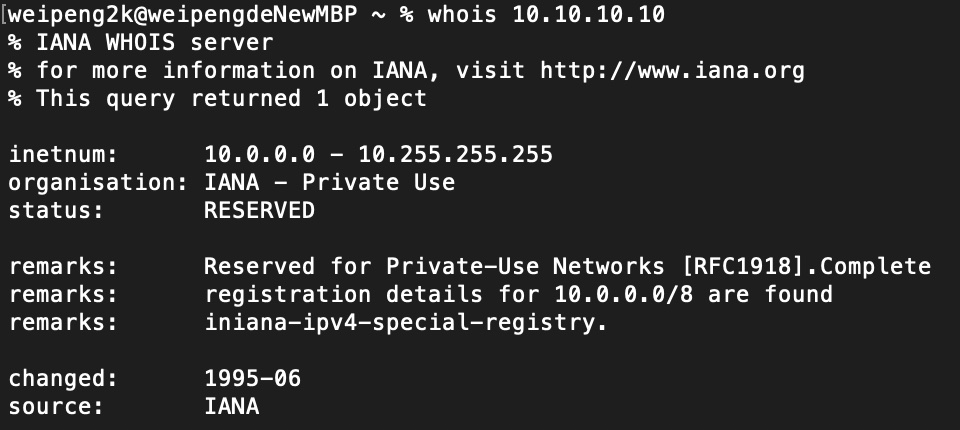 [weipeng2k@weipengdeNewMBP ~ % whois 10.10.10.10
% IANA WHOIS server
% for more information on IANA, visit http://www.iana.org
% This query returned 1 object

inetnum:      10.0.0.0 - 10.255.255.255
organisation: IANA - Private Use
status:       RESERVED

remarks:      Reserved for Private-Use Networks [RFC1918].Complete
remarks:      registration details for 10.0.0.0/8 are found
remarks:      iniana-ipv4-special-registry.

changed:      1995-06
source:       IANA